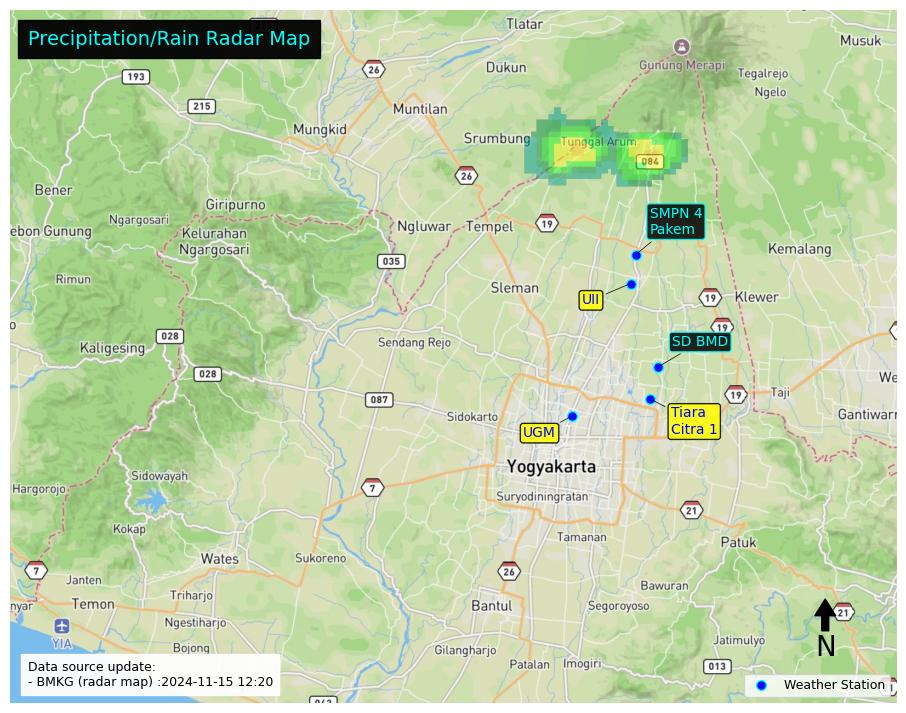 Precipitation/Rain Radar Map
Tlatar
Musuk
193
26
Dukun
Gunung Merapi
Tegalrejo
Ngelo
215
Muntilan
Mungkid
Srumbung
Tunggal Arum
084
26
Bener
Giripurno
Ngargosari
ebon Gunung
Kelurahan
Ngargosari
Ngluwar
Tempel
19
SMPN 4
Pakem
Kemalang
035
Rimun
Sleman
UII
19
Klewer
19
028
Kaligesing
Sendang Rejo
SD BMD
028
We
087
19
Taji
Sidokarto
Tiara
Citra 1
Gantiwarn
UGM
Yogyakarta
Sidowayah
Hargorojo
7
Suryodiningratan
21
Kokap
Tamanan
Patuk
Wates
Sukoreno
7
26
Janten
Triharjo
Bawuran
nyar
Temon
Bantul
Segoroyoso
21
Ngestiharjo
YIA
Bojong
Gilangharjo
Jatimulyo
N
Patalan
Imogiri
013
Data source update:
- BMKG (radar map) :2024-11-15 12:20
Weather Station